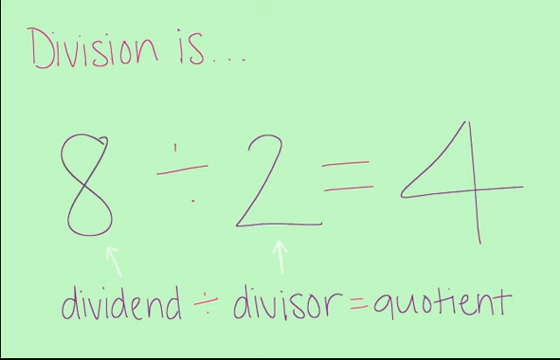 Division is...
8 ÷ 2 = 4
dividend ÷ divisor = quotient